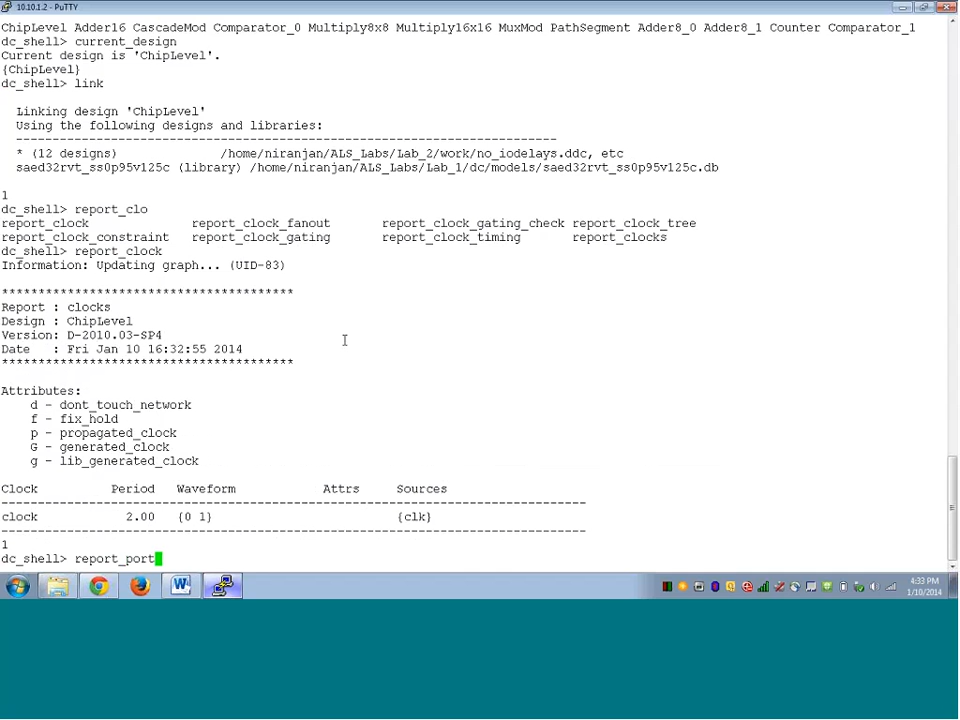 10.10.1.2 - PuTTY
ChipLevel Adder16 CascadeMod Comparator_0 Multiply8x8 Multiply16x16 MuxMod PathSegment Adder8_0 Adder8_1 Counter Comparator_1
dc_shell> current_design
Current design is 'ChipLevel'.
{ChipLevel}
dc_shell> link
Linking design 'ChipLevel'
Using the following designs and libraries:
--------------------------------------------------------------------------
* (12 designs) /home/niranjan/ALS_Labs/Lab_2/work/no_iodelays.ddc, etc
saed32rvt_ss0p95v125c (library) /home/niranjan/ALS_Labs/Lab_1/dc/models/saed32rvt_ss0p95v125c.db
1
dc_shell> report_clo
report_clock report_clock_fanout report_clock_gating_check report_clock_tree
report_clock_constraint report_clock_gating report_clock_timing report_clocks
dc_shell> report_clock
Information: Updating graph... (UID-83)
****************************************
Report : clocks
Design : ChipLevel
Version: D-2010.03-SP4
Date : Fri Jan 10 16:32:55 2014
****************************************
Attributes:
d - dont_touch_network
f - fix_hold
p - propagated_clock
G - generated_clock
g - lib_generated_clock
Clock Period Waveform Attrs Sources
--------------------------------------------------------------------------------
clock 2.00 {0 1} {clk}
--------------------------------------------------------------------------------
1
dc_shell> report_port
4:33 PM
1/10/2014